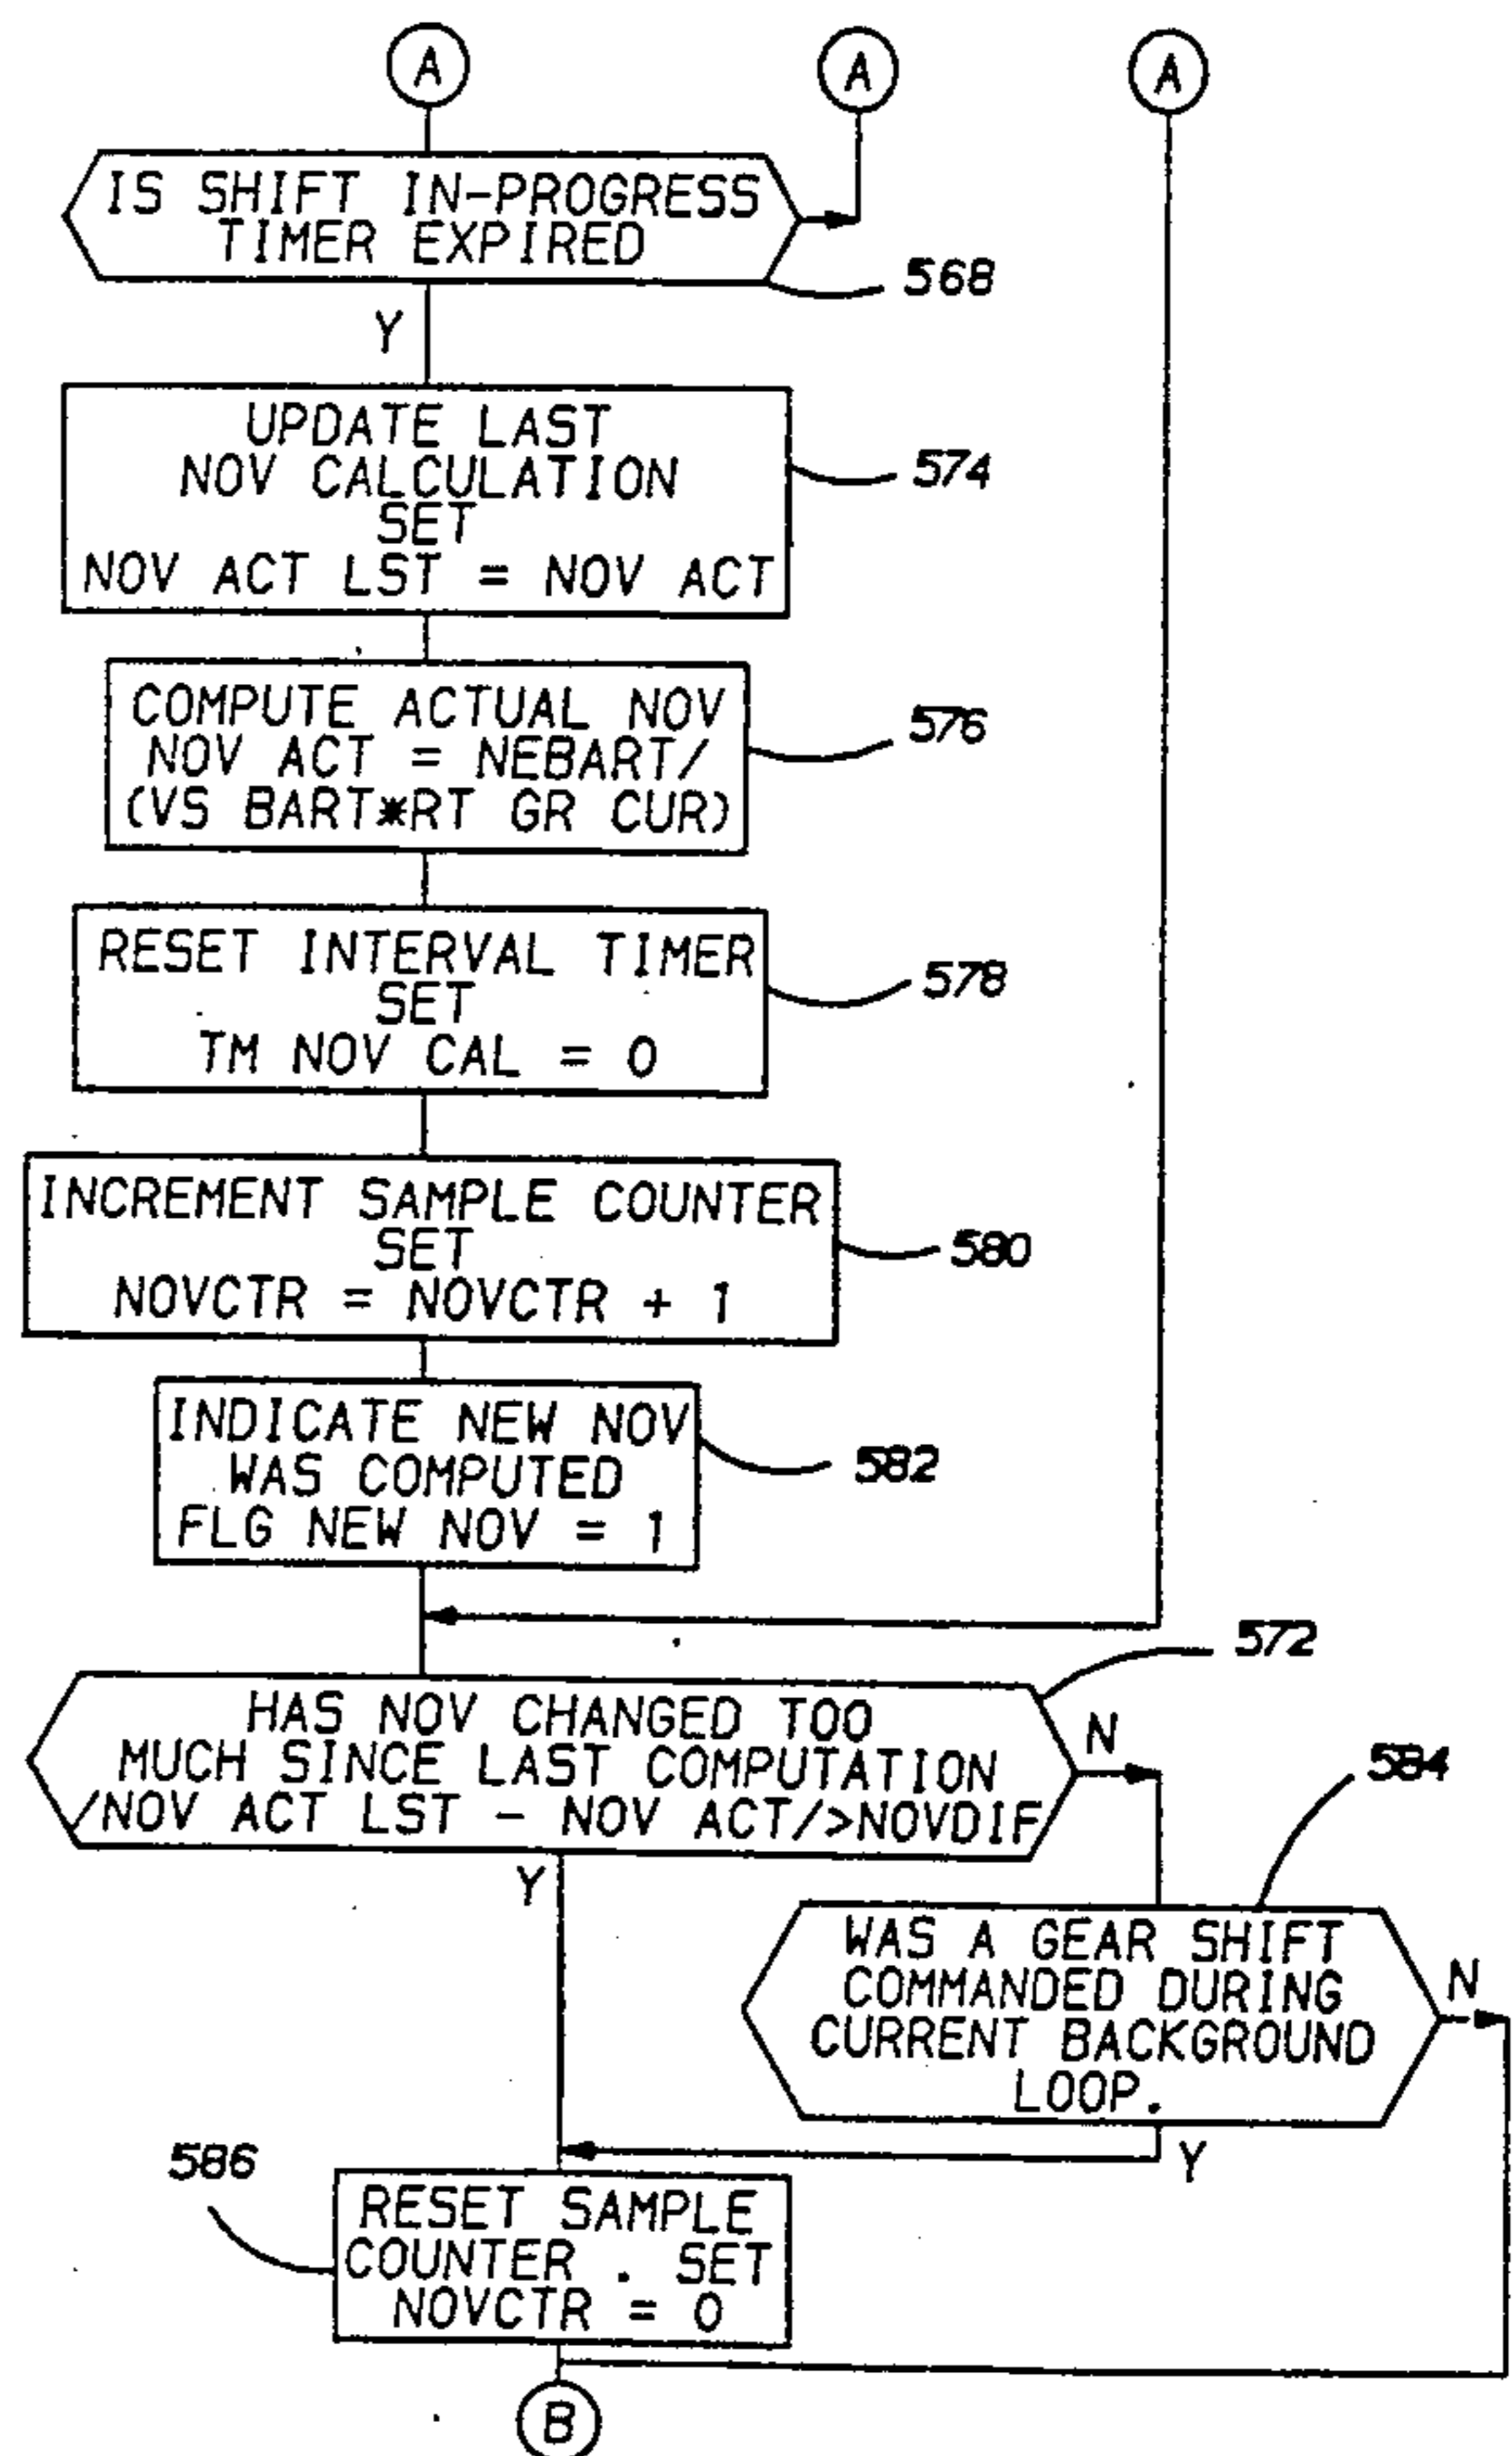 A
A
A
IS SHIFT IN-PROGRESS
TIMER EXPIRED
568
Y
UPDATE LAST
NOV CALCULATION
SET
NOV ACT LST = NOV ACT
574
COMPUTE ACTUAL NOV
NOV ACT = NEBART/
(VS BART*RT GR CUR)
576
RESET INTERVAL TIMER
SET
TM NOV CAL = 0
578
INCREMENT SAMPLE COUNTER
SET
NOVCTR = NOVCTR + 1
580
INDICATE NEW NOV
WAS COMPUTED
FLG NEW NOV = 1
582
572
HAS NOV CHANGED TOO
MUCH SINCE LAST COMPUTATION
/NOV ACT LST - NOV ACT/>NOVDIF
N
584
Y
WAS A GEAR SHIFT
COMMANDED DURING
CURRENT BACKGROUND
LOOP.
N
Y
586
RESET SAMPLE
COUNTER . SET
NOVCTR = 0
B